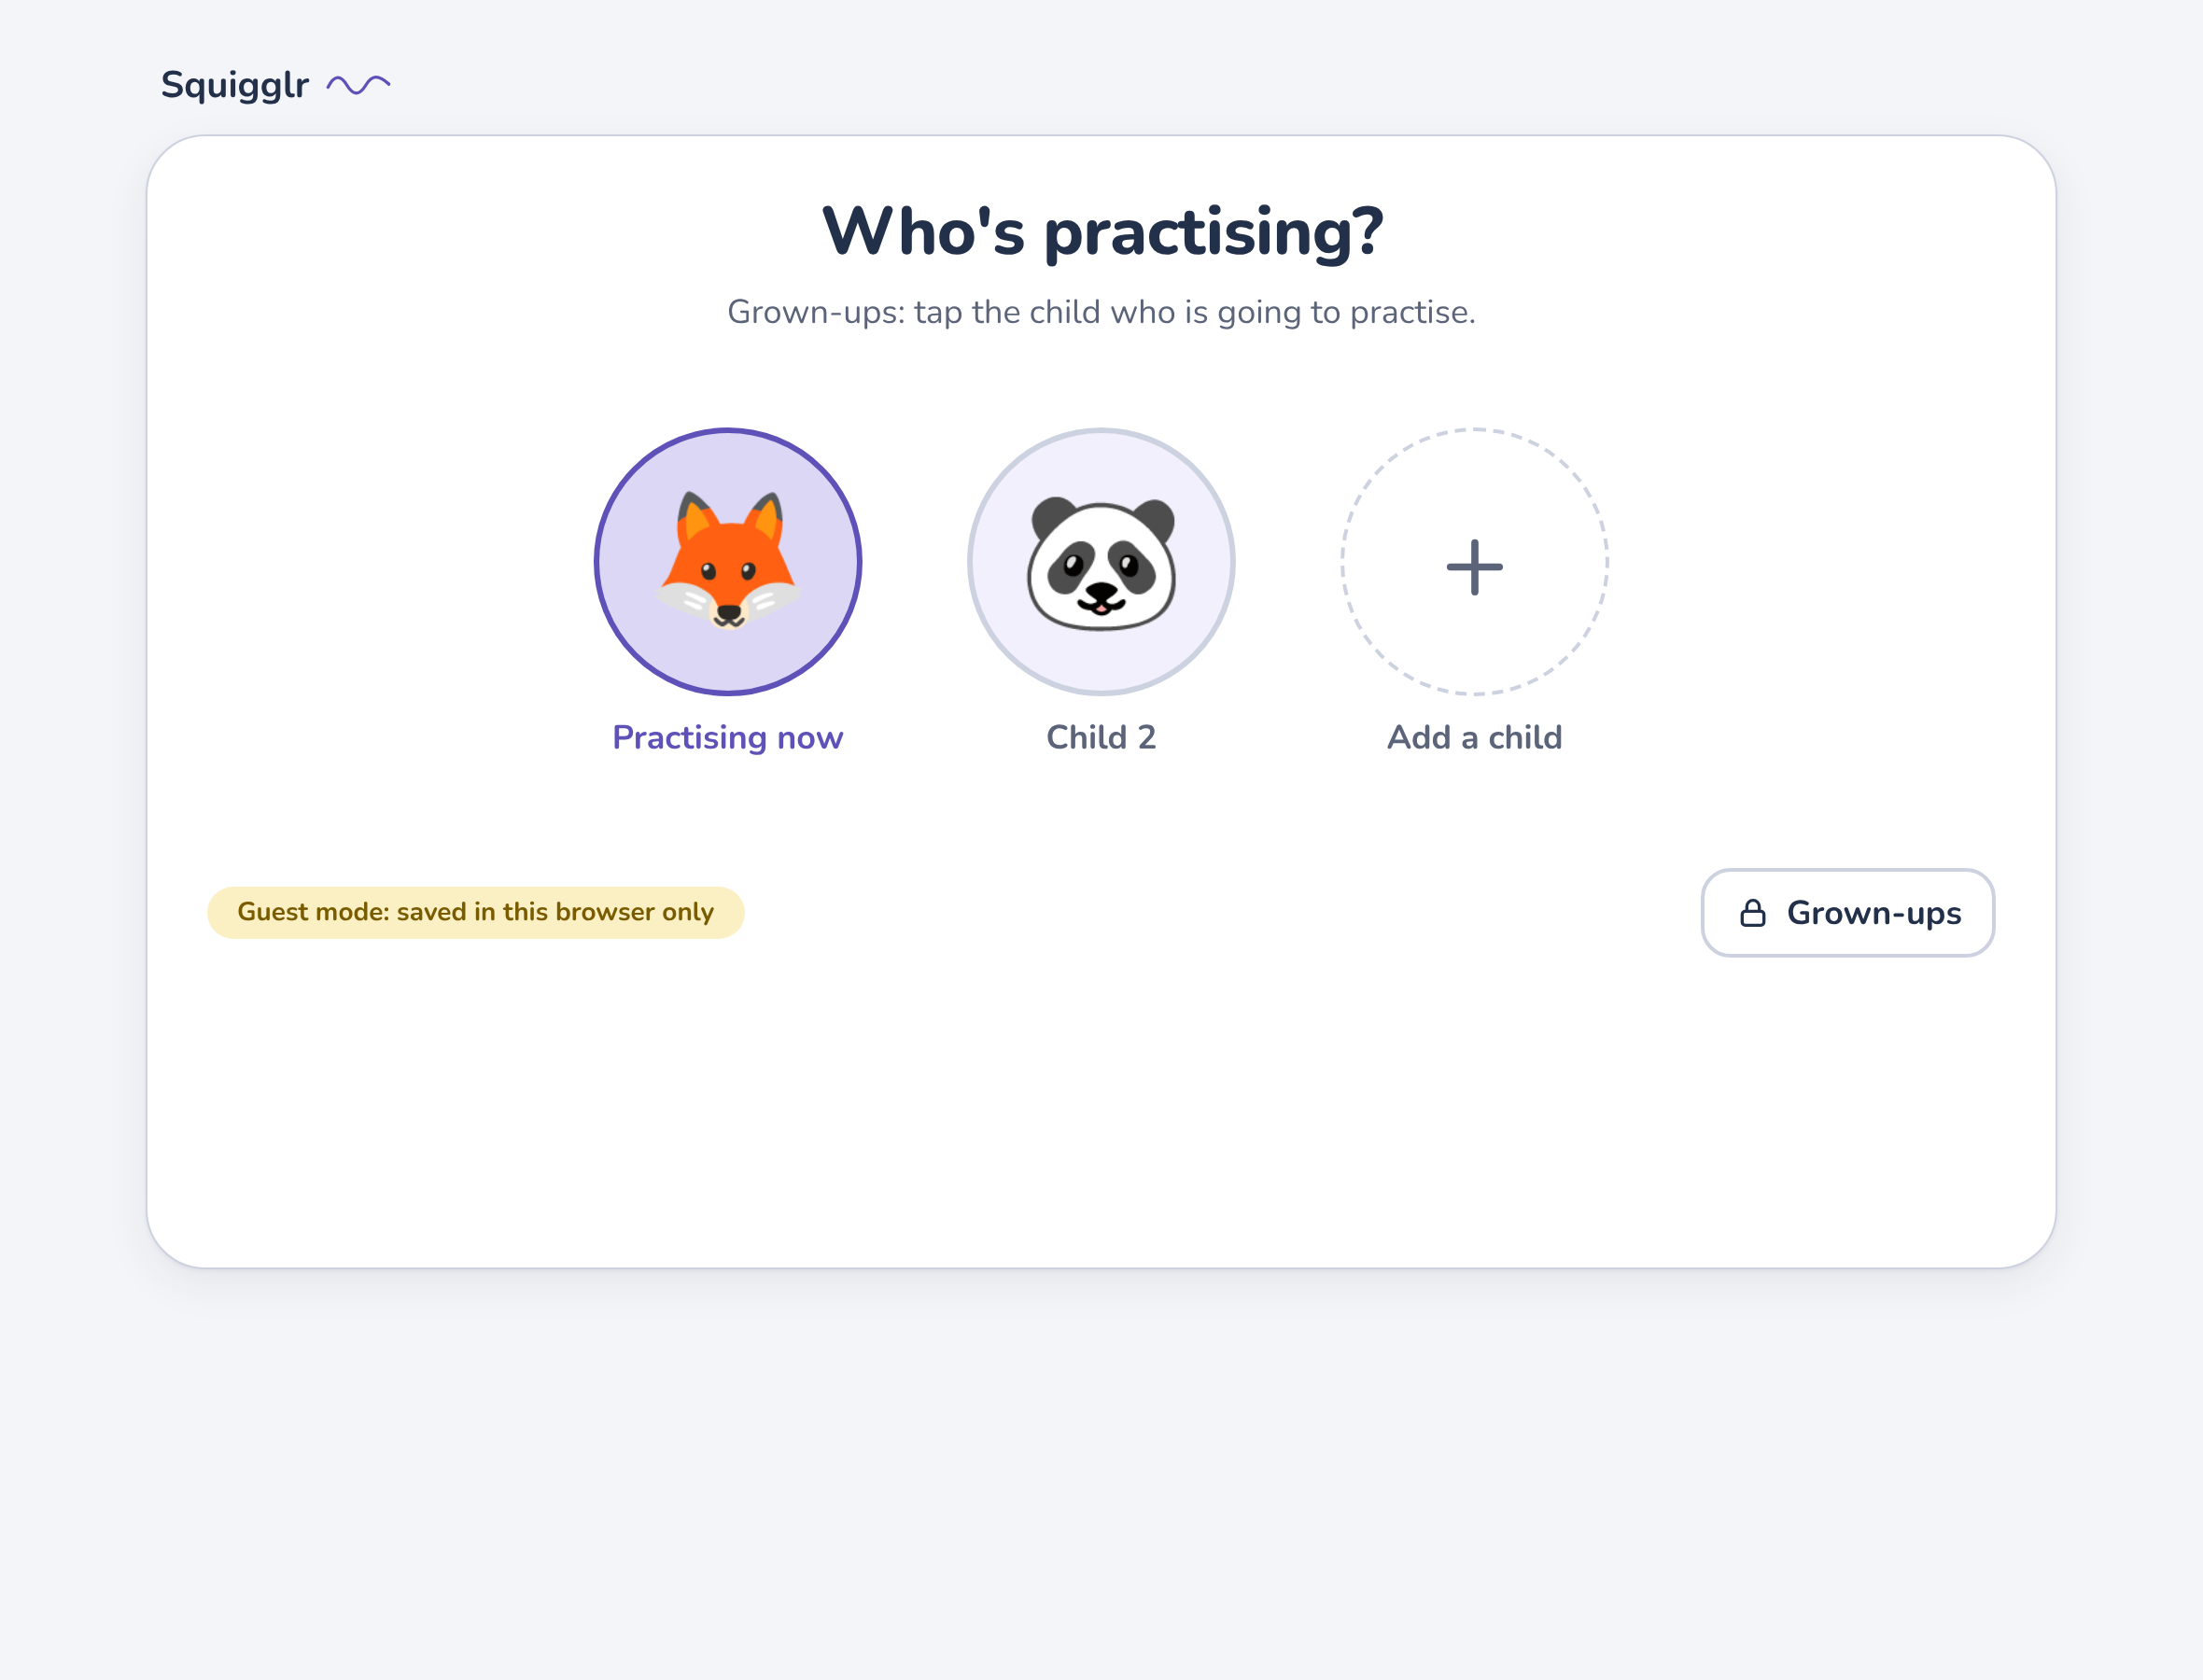 Squigglr
Who's practising?
Grown-ups: tap the child who is going to practise.
Practising now
Child 2
Add a child
Guest mode: saved in this browser only
Grown-ups